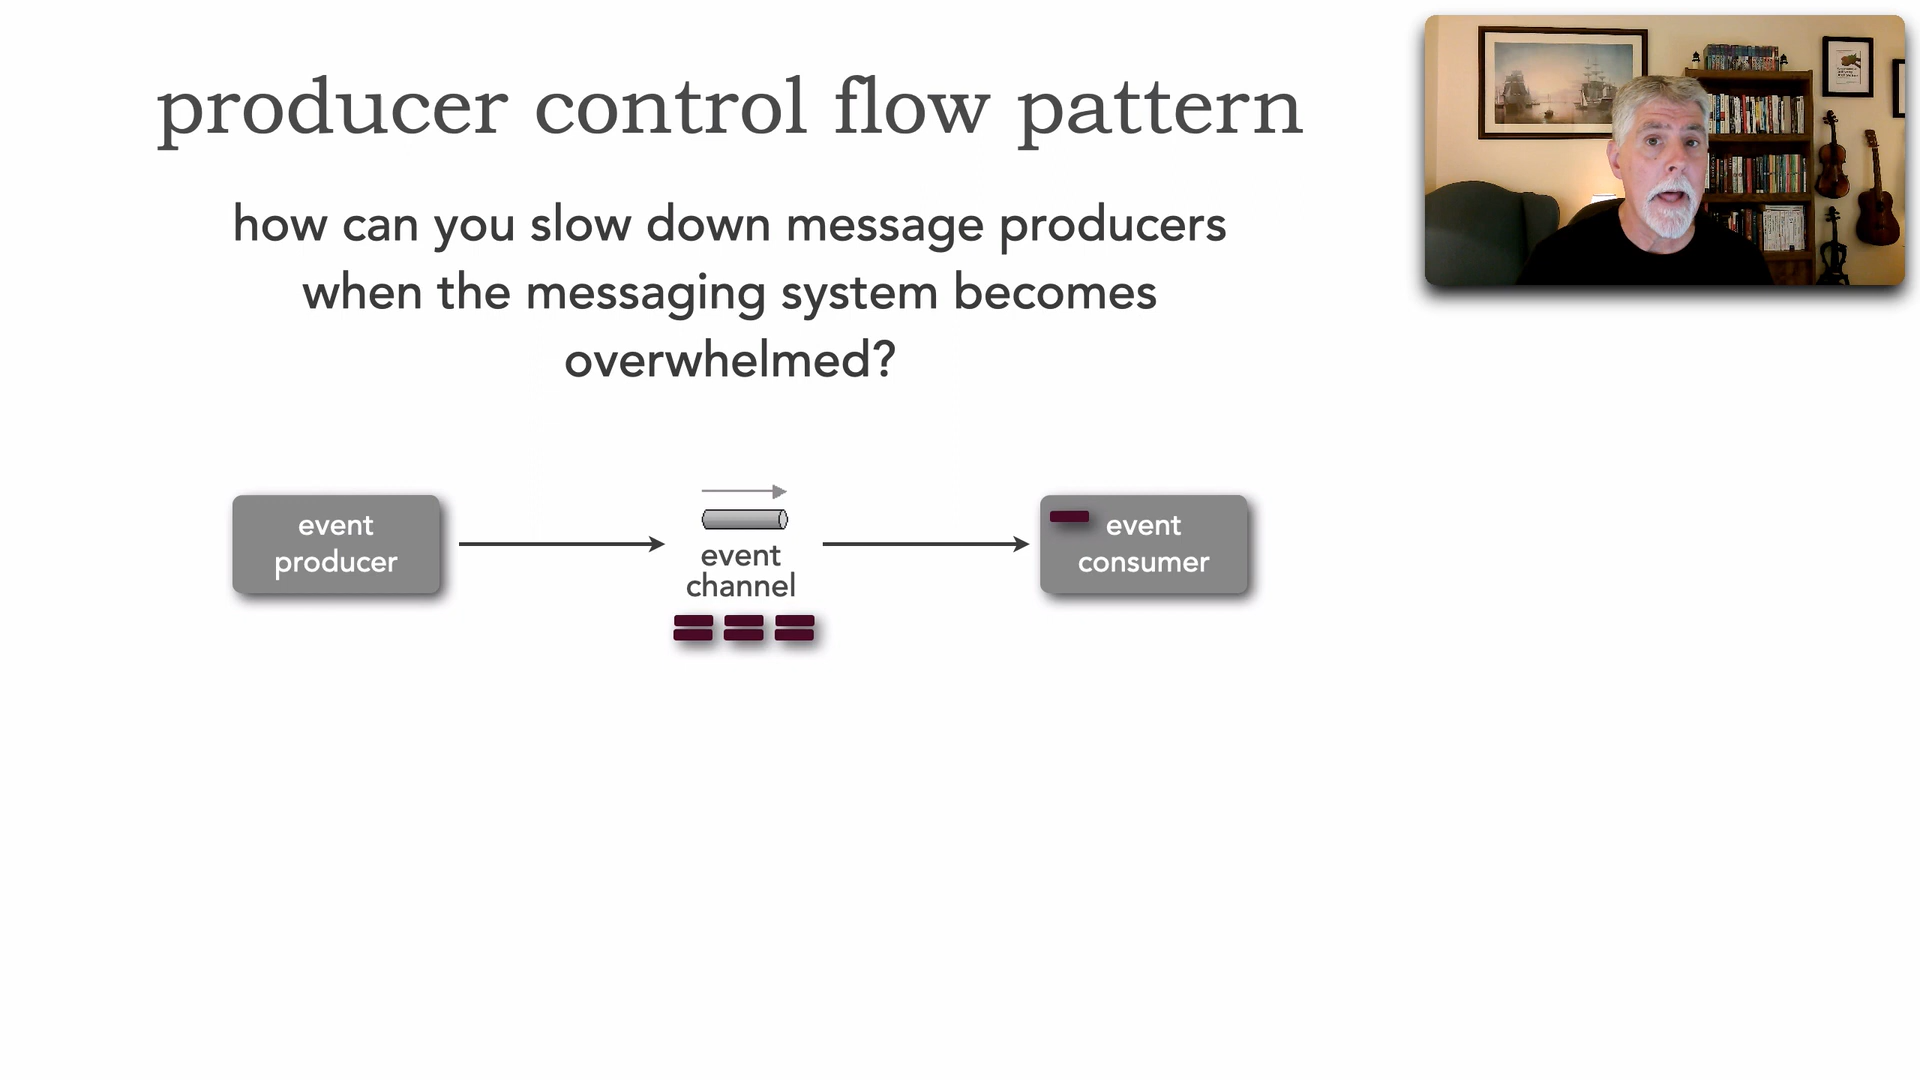 producer control flow pattern
how can you slow down message producers
when the messaging system becomes
overwhelmed?
event
producer
event
channel
event
consumer